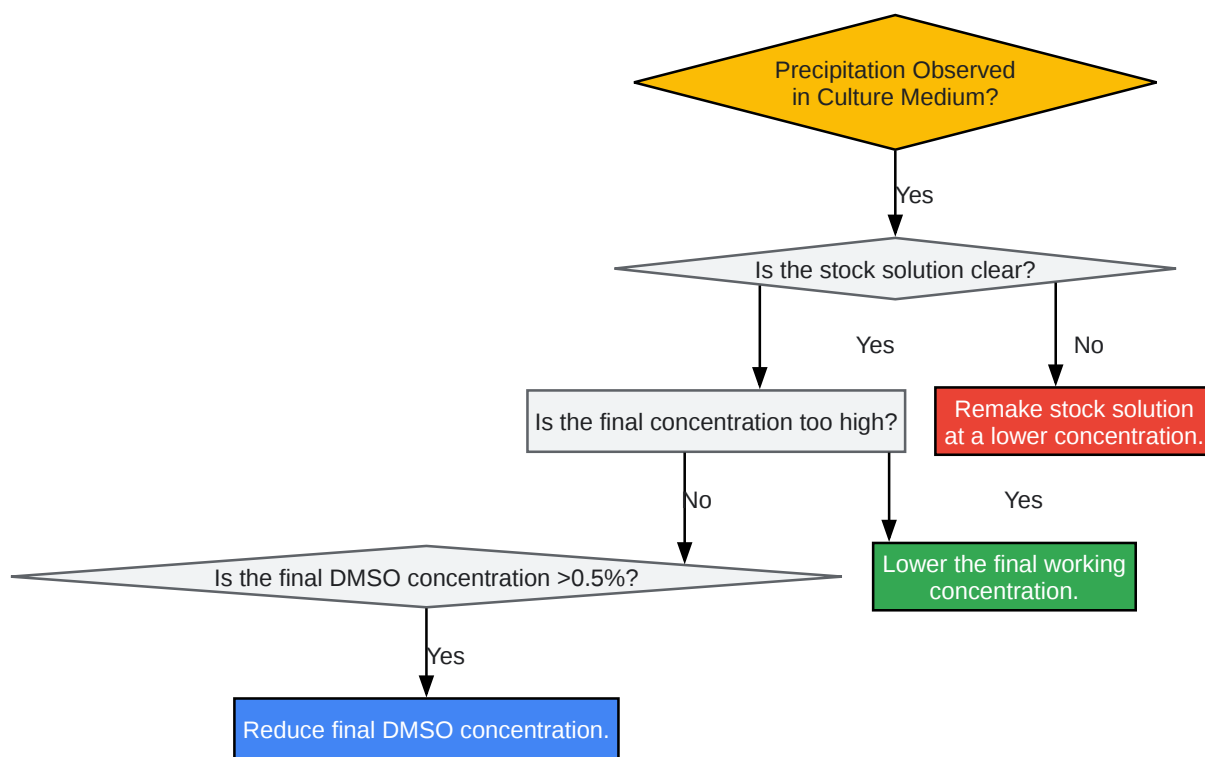 Precipitation Observed
in Culture Medium?
Yes
Is the stock solution clear?
Yes
No
Is the final concentration too high?
Remake stock solution
at a lower concentration.
No
Yes
Is the final DMSO concentration >0.5%?
Lower the final working
concentration.
Yes
Reduce final DMSO concentration.